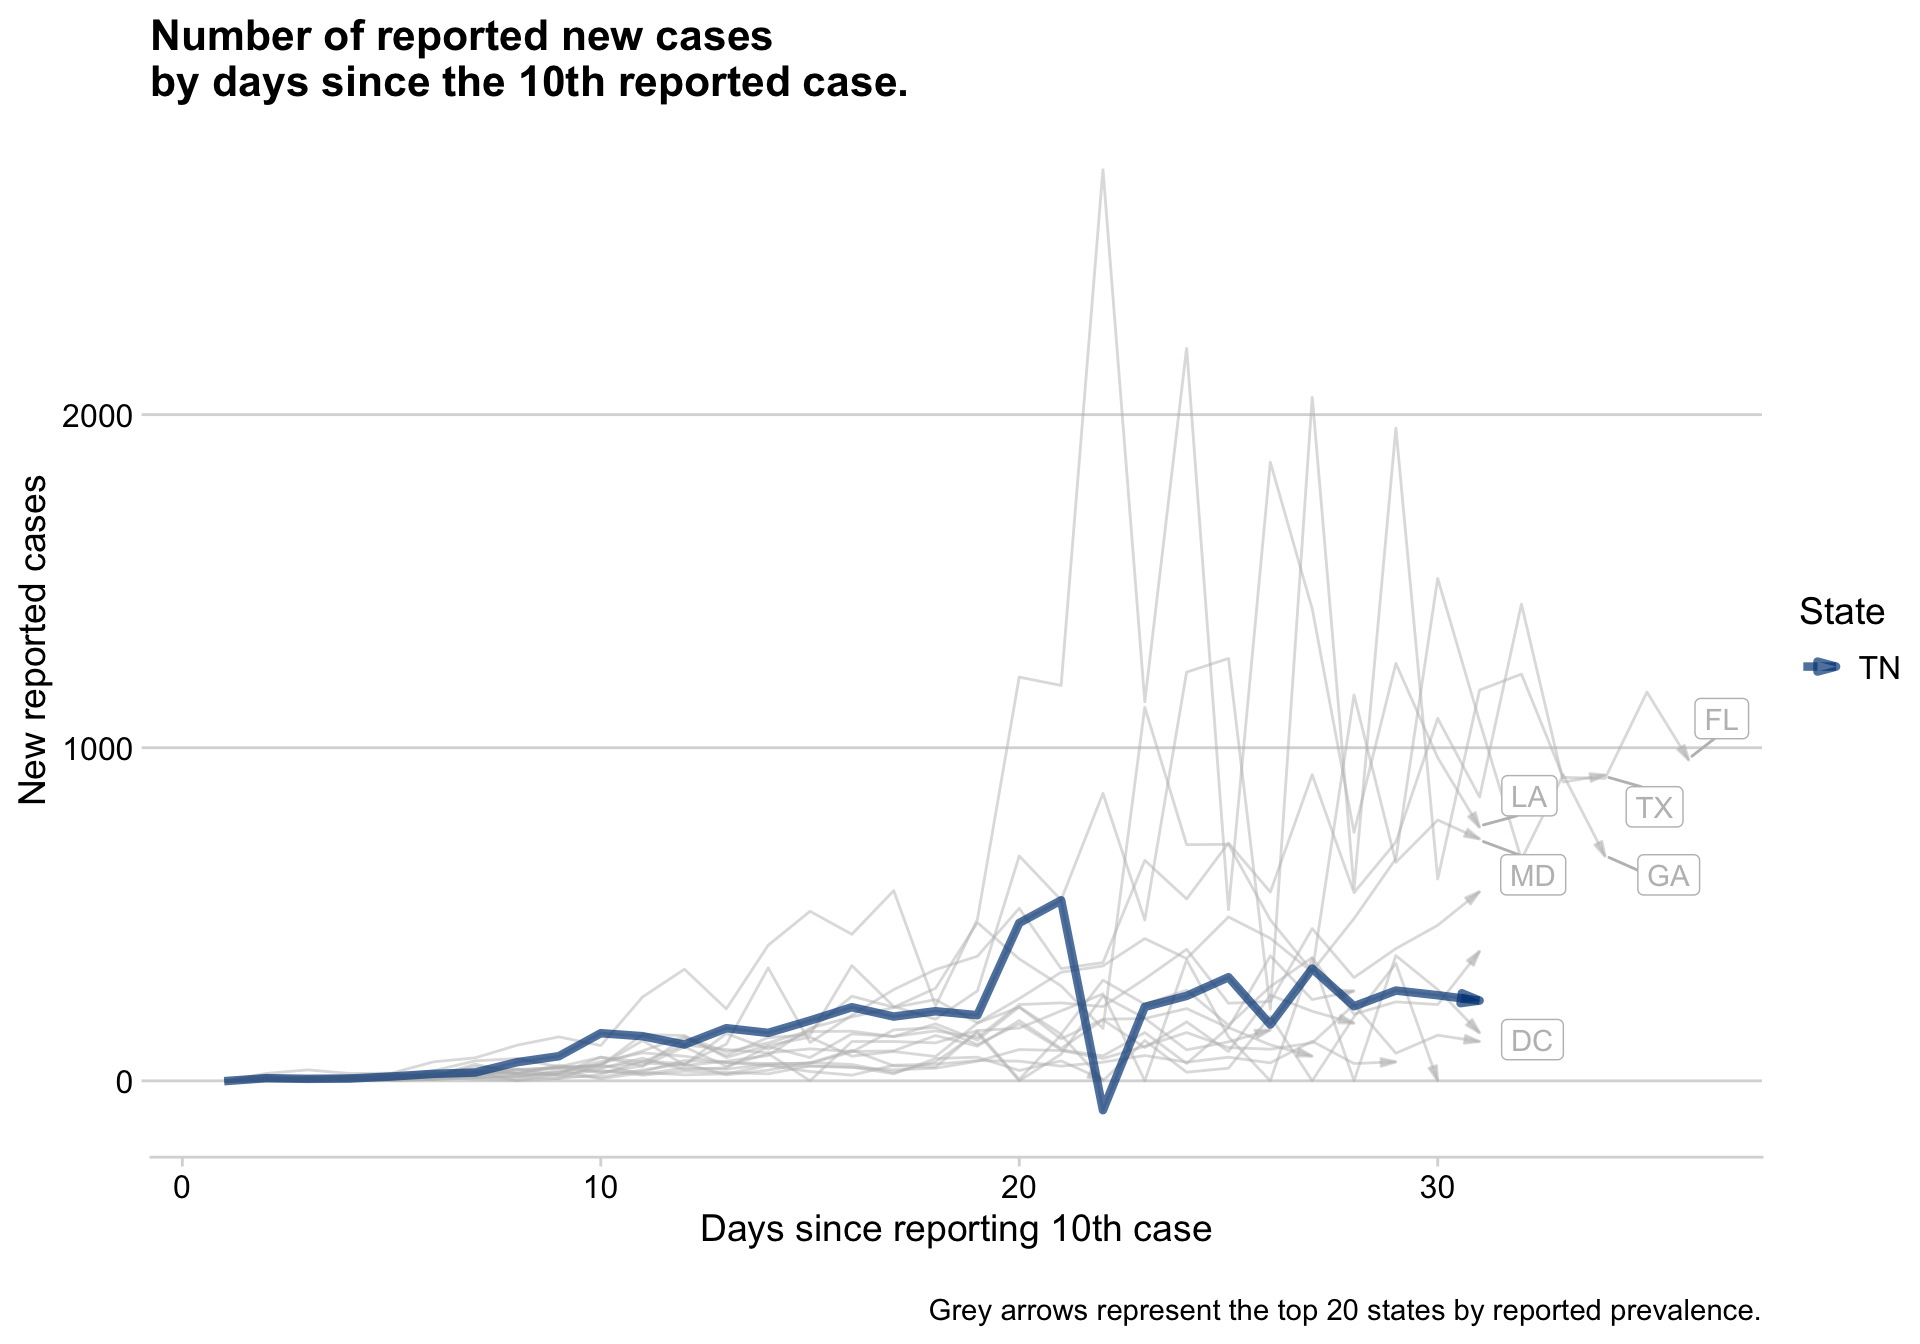 Number of reported new cases
by days since the 10th reported case.
New reported cases
2000
1000
0
0
10
20
30
Days since reporting 10th case
FL
LA
TX
MD
GA
DC
State
TN
Grey arrows represent the top 20 states by reported prevalence.